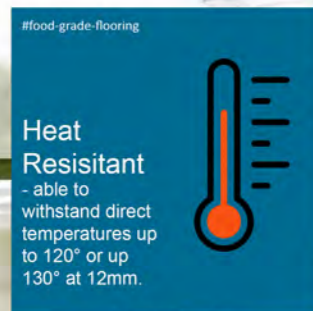 #food-grade-flooring
Heat
Resisitant
- able to
withstand direct
temperatures up
to 120° or up
130° at 12mm.